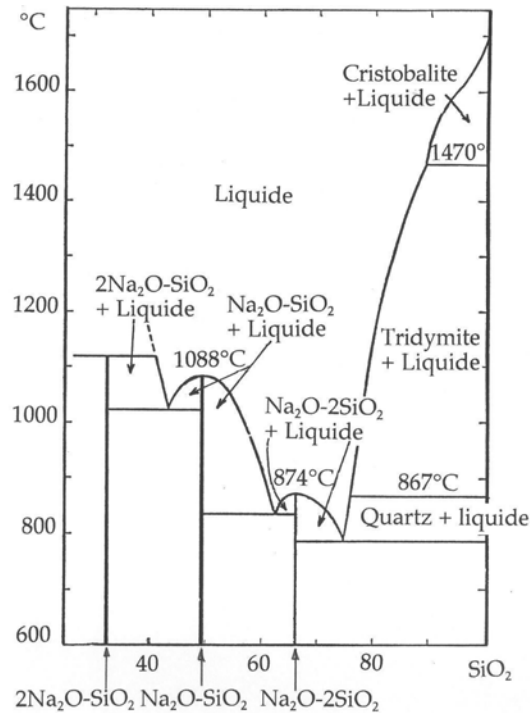 °C
1600
Cristobalite
+Liquide
1470°
1400
Liquide
2Na₂O-SiO₂
+ Liquide
Na₂O-SiO₂
+ Liquide
1200
1088°C
Tridymite
+ Liquide
1000
Na₂O-2SiO₂
+ Liquide
874°C
867°C
Quartz + liquide
800
600
40
60
80
SiO₂
2Na₂O-SiO₂ Na₂O-SiO₂ Na₂O-2SiO₂